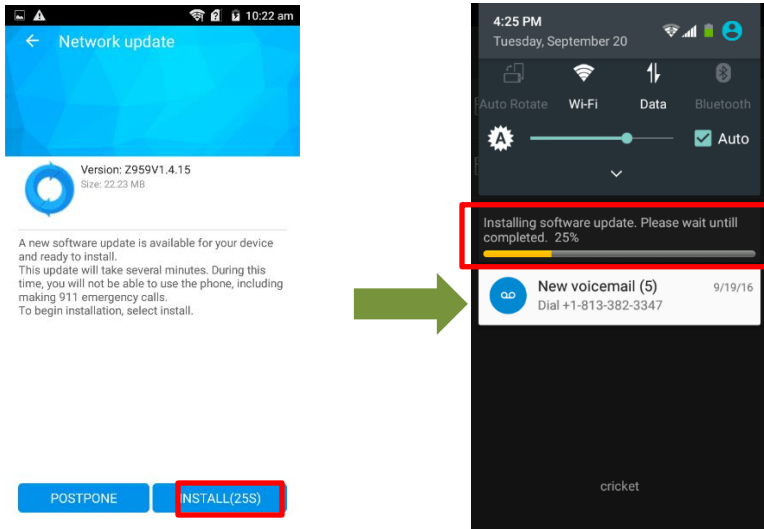 10:22 am
Network update
Version: Z959V1.4.15
Size: 22.23 MB
A new software update is available for your device
and ready to install.
This update will take several minutes. During this
time, you will not be able to use the phone, including
making 911 emergency calls.
To begin installation, select install.
POSTPONE
INSTALL(25S)
4:25 PM
Tuesday, September 20
Auto Rotate
Wi-Fi
Data
Bluetooth
A
Auto
Installing software update. Please wait untill
completed. 25%
New voicemail (5)
9/19/16
Dial +1-813-382-3347
cricket